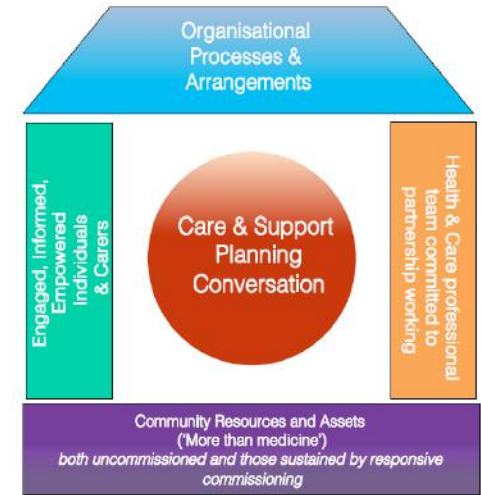 Organisational
Processes &
Arrangements
Engaged, Informed,
Empowered
Individuals
& Carers
Care & Support
Planning
Conversation
Health & Care professional
team committed to
partnership working
Community Resources and Assets
('More than medicine')
both uncommissioned and those sustained by responsive
commissioning